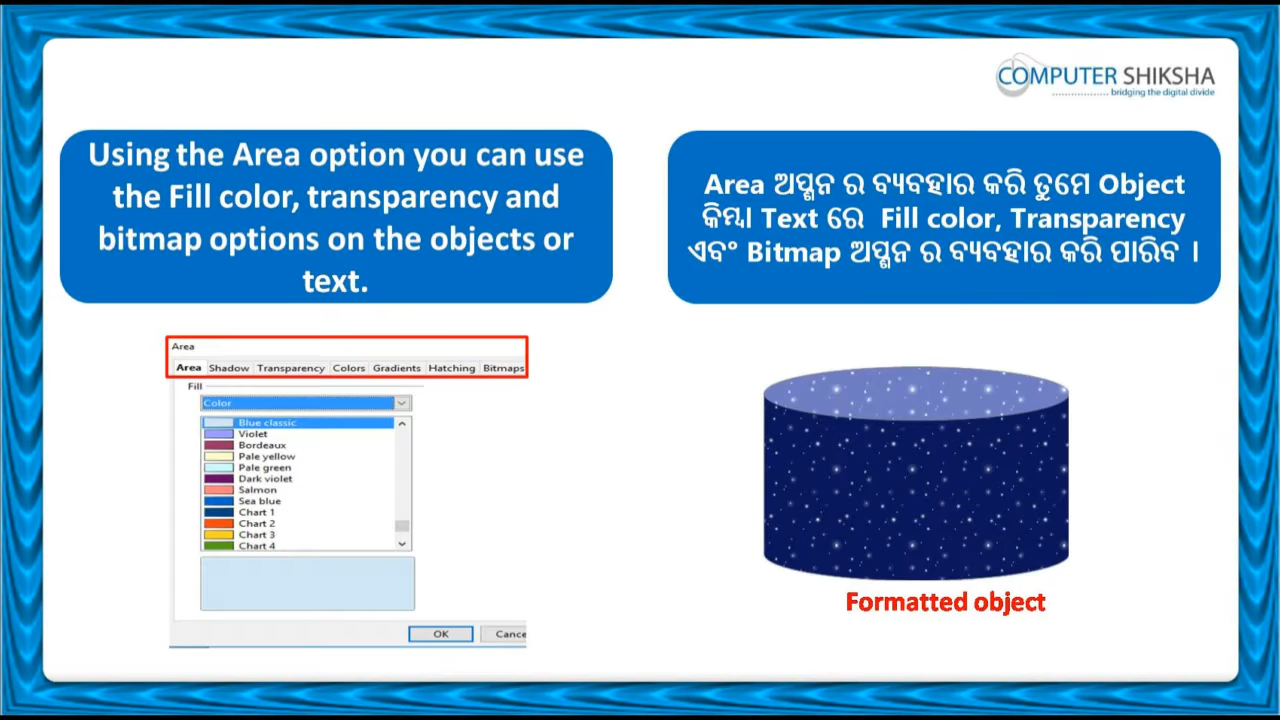 COMPUTER SHIKSHA
bridging the digital divide
Using the Area option you can use
the Fill color, transparency and
bitmap options on the objects or
text.
Area ଅପ୍ସନ ର ବ୍ୟବହାର କରି ତୁମେ Object
କିମ୍ବା Text ରେ Fill color, Transparency
ଏବଂ Bitmap ଅପ୍ସନ ର ବ୍ୟବହାର କରି ପାରିବ ।
Area
Area Shadow Transparency Colors Gradients Hatching Bitmaps
Fill
Color
Blue classic
Violet
Bordeaux
Pale yellow
Pale green
Dark violet
Salmon
Sea blue
Chart 1
Chart 2
Chart 3
Chart 4
OK Cance
Formatted object